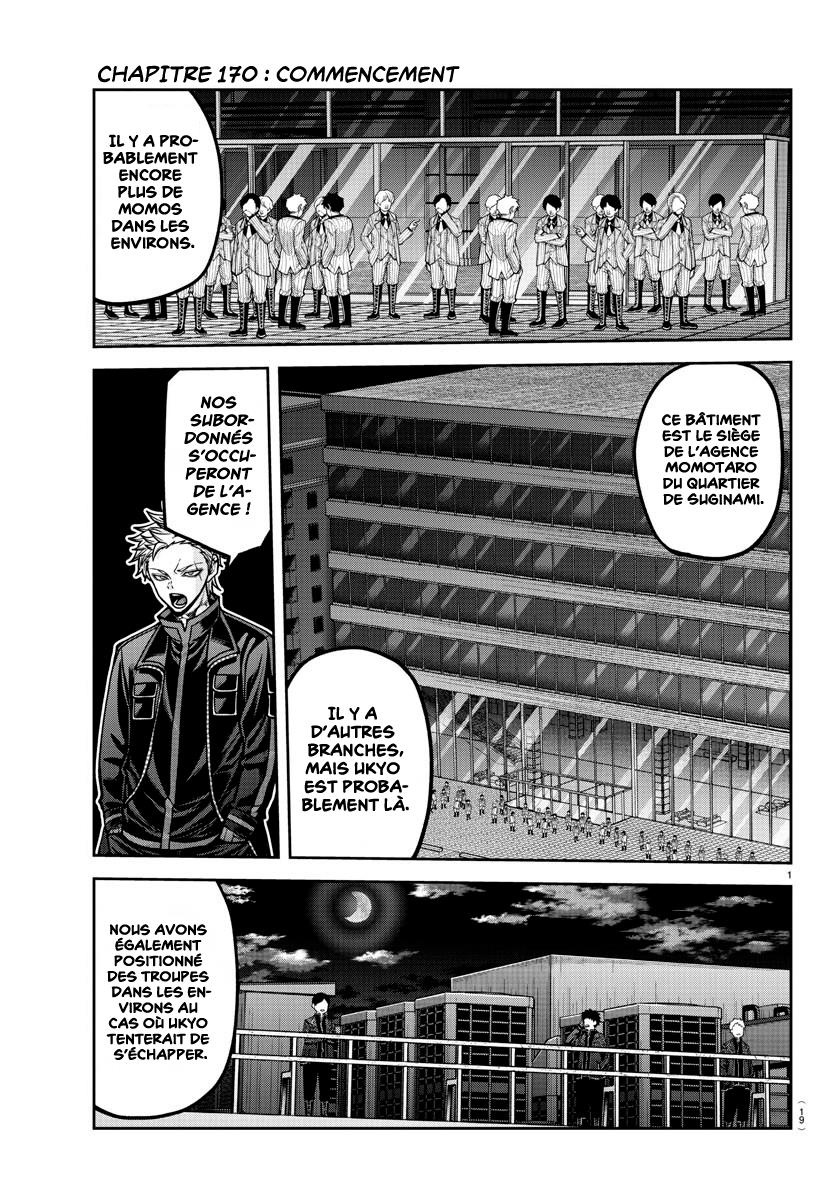 CHAPITRE 170 : COMMENCEMENT
IL Y A PRO-
BABLEMENT
ENCORE
PLUS DE
MOMOS
DANS LES
ENVIRONS.
CE BÂTIMENT
EST LE SIÈGE
DE L'AGENCE
MOMOTARO
DU QUARTIER
DE SUGINAMI.
IL Y A
D'AUTRES
BRANCHES,
MAIS UKYO
EST PROBA-
BLEMENT LÀ.
NOS
SUBOR-
DONNÉS
S'OCCU-
PERONT
DE L'A-
GENCE !
1
NOUS AVONS
ÉGALEMENT
POSITIONNÉ
DES TROUPES
DANS LES EN-
VIRONS AU
CAS OÙ UKYO
TENTERAIT DE
S'ÉCHAPPER.
(19)